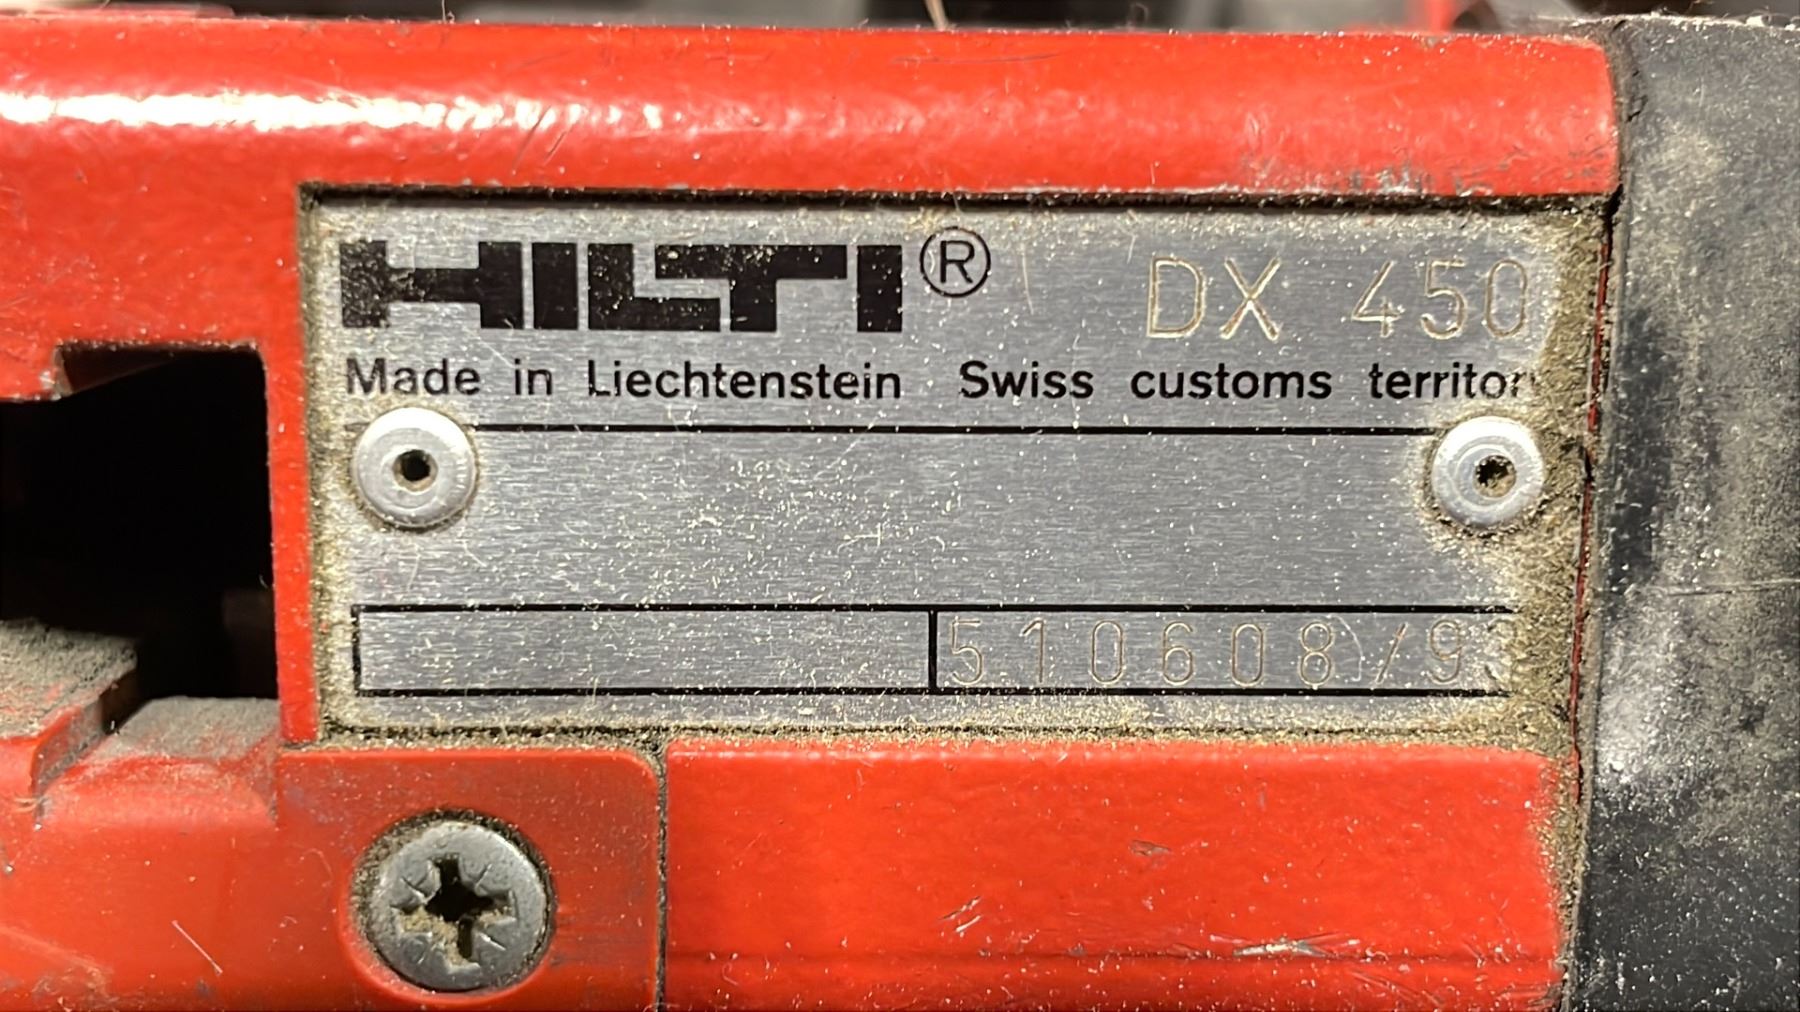 HILTI® DX 450
Made in Liechtenstein Swiss customs territor
510608/9